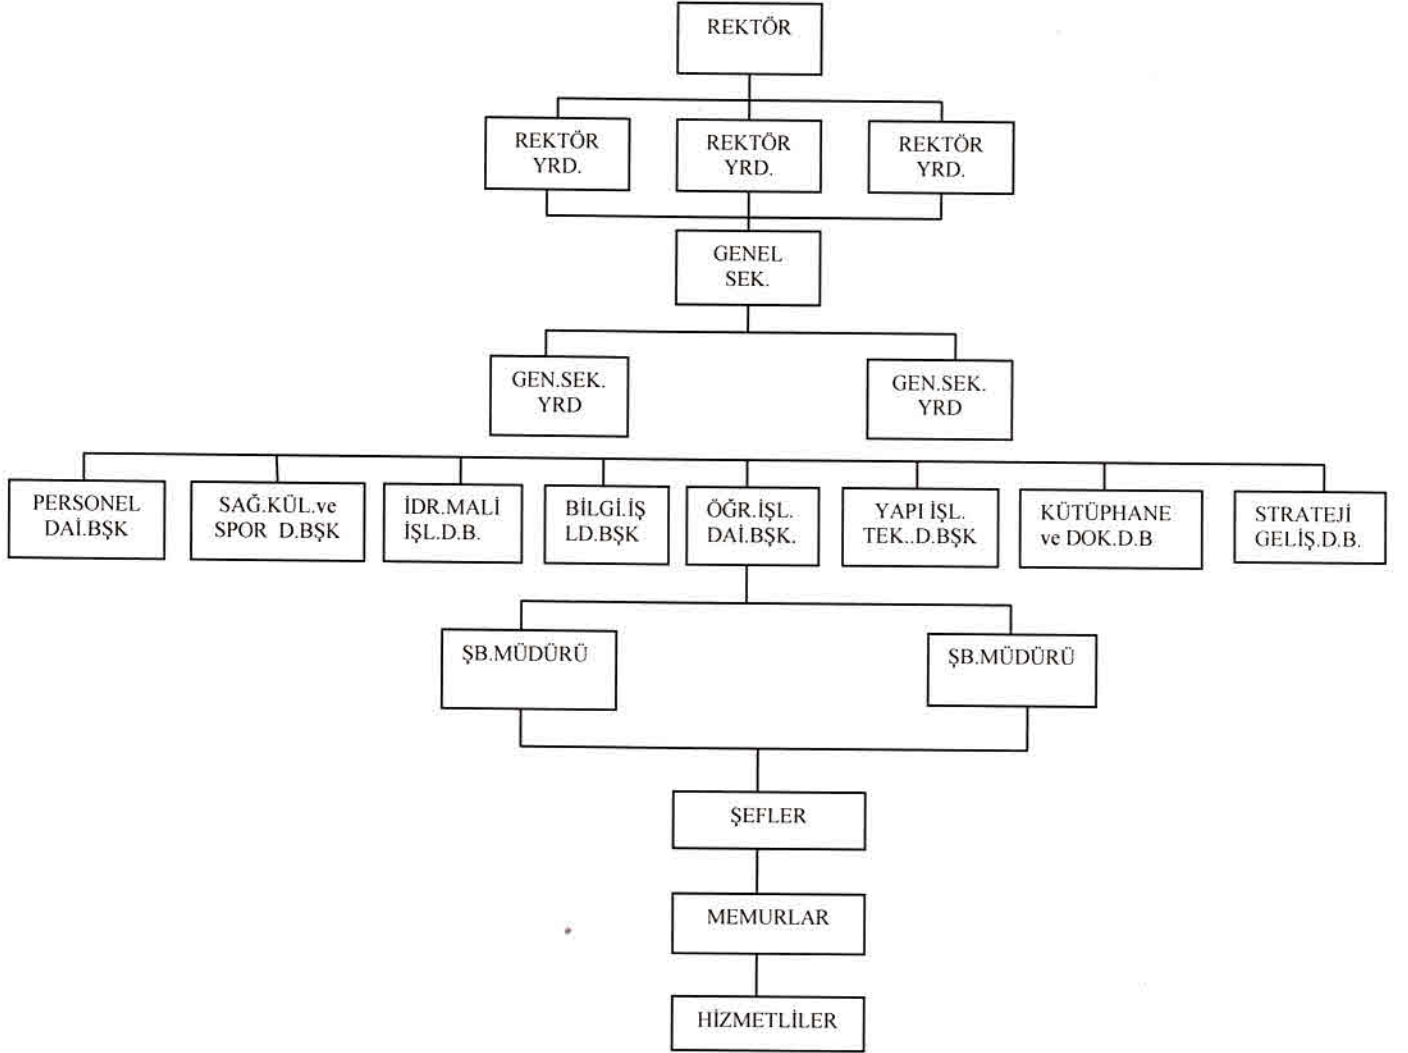 REKTÖR
REKTÖR
YRD.
REKTÖR
YRD.
REKTÖR
YRD.
GENEL
SEK.
GEN.SEK.
YRD
GEN.SEK.
YRD
PERSONEL
DAİ.BŞK
SAĞ.KÜL.ve
SPOR D.BŞK
İDR.MALİ
İŞL.D.B.
BİLGİ.İŞ
LD.BŞK
ÖĞR.İŞL.
DAİ.BŞK.
YAPI İŞL.
TEK..D.BŞK
KÜTÜPHANE
ve DOK.D.B
STRATEJİ
GELİŞ.D.B.
ŞB.MÜDÜRÜ
ŞB.MÜDÜRÜ
ŞEFLER
MEMURLAR
HİZMETLİLER